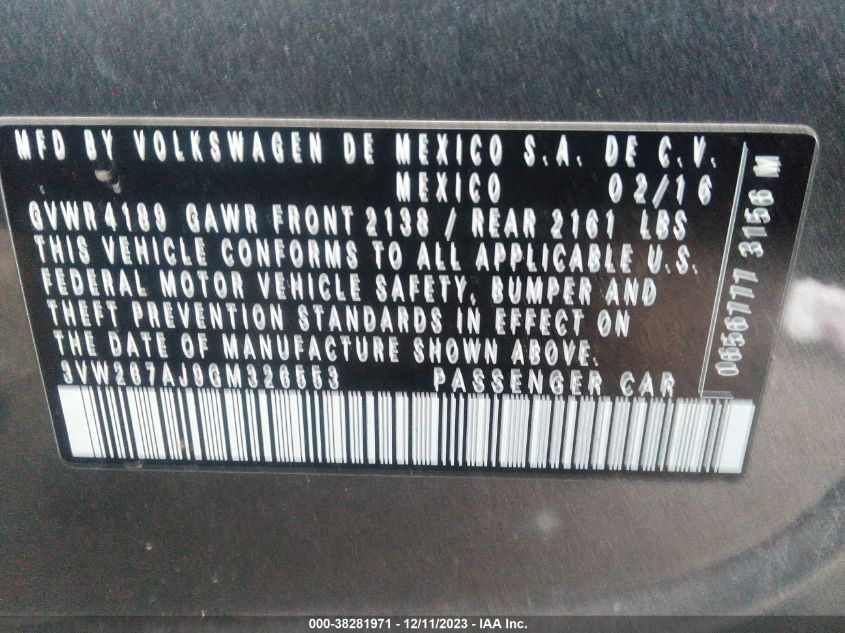 MFD BY VOLKSWAGEN DE MEXICO S.A. DE C.V.
MEXICO 02/16
GVWR 4189 GAWR FRONT 2138 / REAR 2161 LBS
THIS VEHICLE CONFORMS TO ALL APPLICABLE U.S.
FEDERAL MOTOR VEHICLE SAFETY, BUMPER AND
THEFT PREVENTION STANDARDS IN EFFECT ON
THE DATE OF MANUFACTURE SHOWN ABOVE.
3VW267AJ9GM326553 PASSENGER CAR
0656777 3156 M
000-38281971 - 12/11/2023 - IAA Inc.